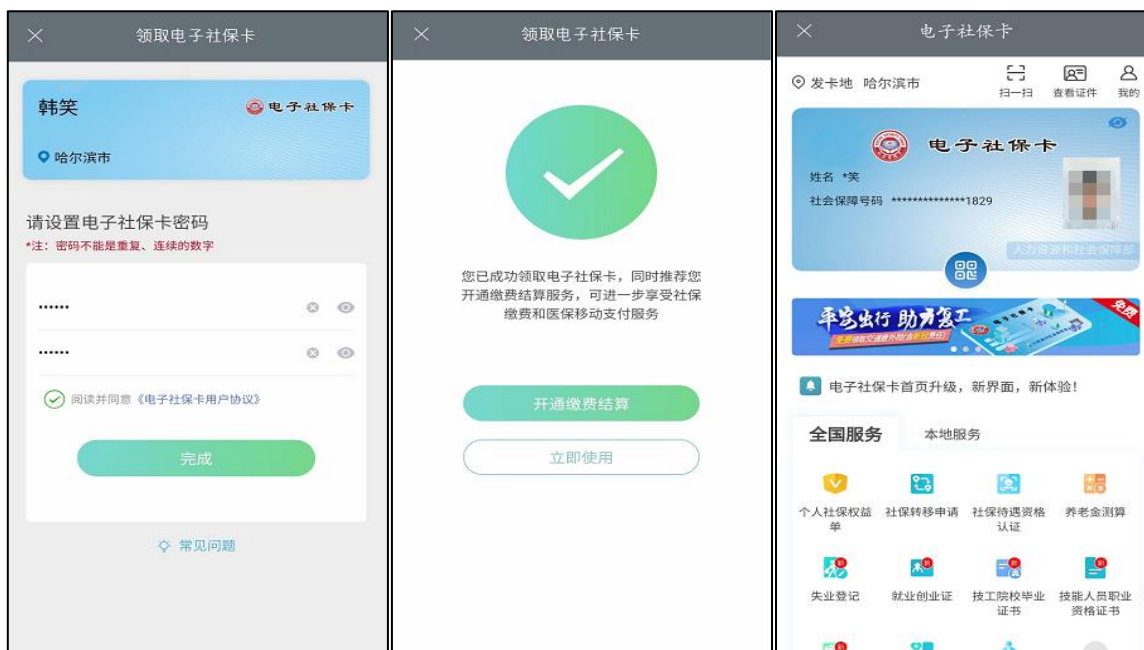 领取电子社保卡
韩笑
电子社保卡
哈尔滨市
请设置电子社保卡密码
*注：密码不能是重复、连续的数字
••••••
••••••
阅读并同意《电子社保卡用户协议》
完成
常见问题
领取电子社保卡
您已成功领取电子社保卡，同时推荐您
开通缴费结算服务，可进一步享受社保
缴费和医保移动支付服务
开通缴费结算
立即使用
电子社保卡
发卡地 哈尔滨市
扫一扫 查看证件 我的
电子社保卡
姓名 *笑
社会保障号码 **************1829
人力资源和社会保障部
平安出行 助力复工
免费
电子社保卡首页升级，新界面，新体验！
全国服务 本地服务
个人社保权益单
社保转移申请
社保待遇资格认证
养老金测算
失业登记
就业创业证
技工院校毕业证书
技能人员职业资格证书